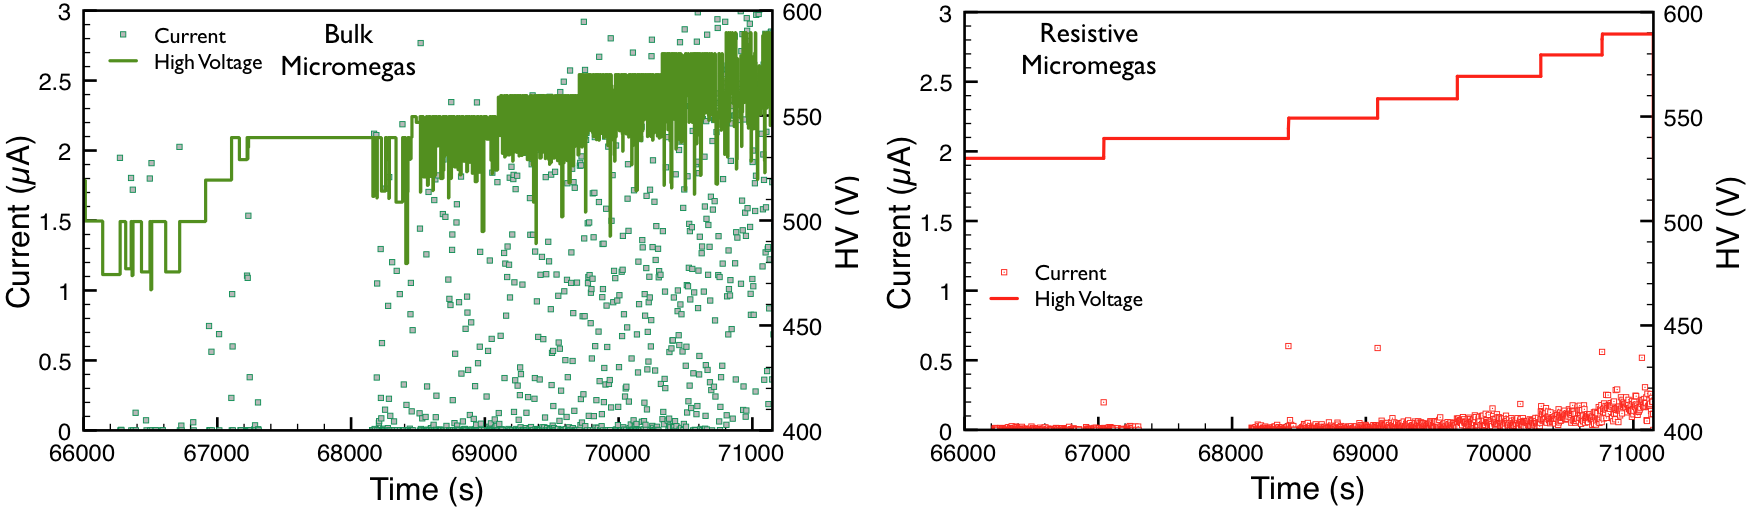 3
2.5
2
1.5
1
0.5
0
Current (µA)
600
550
500
450
400
HV (V)
66000 67000 68000 69000 70000 71000
Time (s)
Current
High Voltage
Bulk
Micromegas
3
2.5
2
1.5
1
0.5
0
Current (µA)
600
550
500
450
400
HV (V)
66000 67000 68000 69000 70000 71000
Time (s)
Resistive
Micromegas
Current
High Voltage